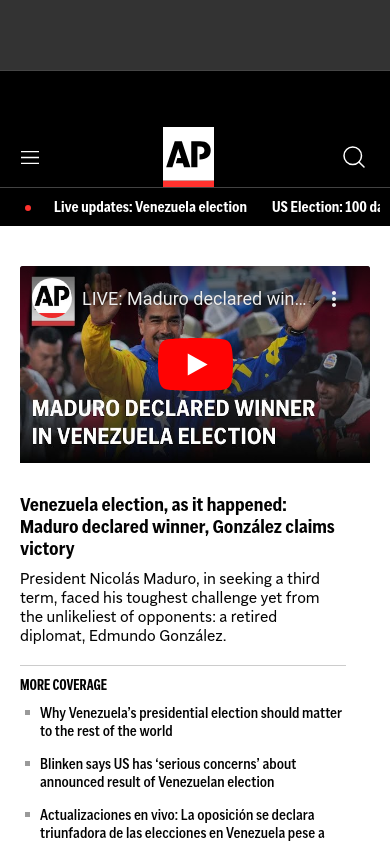 AP
Live updates: Venezuela election US Election: 100 da
AP LIVE: Maduro declared win...
MADURO DECLARED WINNER
IN VENEZUELA ELECTION
Venezuela election, as it happened:
Maduro declared winner, González claims
victory
President Nicolás Maduro, in seeking a third
term, faced his toughest challenge yet from
the unlikeliest of opponents: a retired
diplomat, Edmundo González.
MORE COVERAGE
Why Venezuela’s presidential election should matter
to the rest of the world
Blinken says US has ‘serious concerns’ about
announced result of Venezuelan election
Actualizaciones en vivo: La oposición se declara
triunfadora de las elecciones en Venezuela pese a